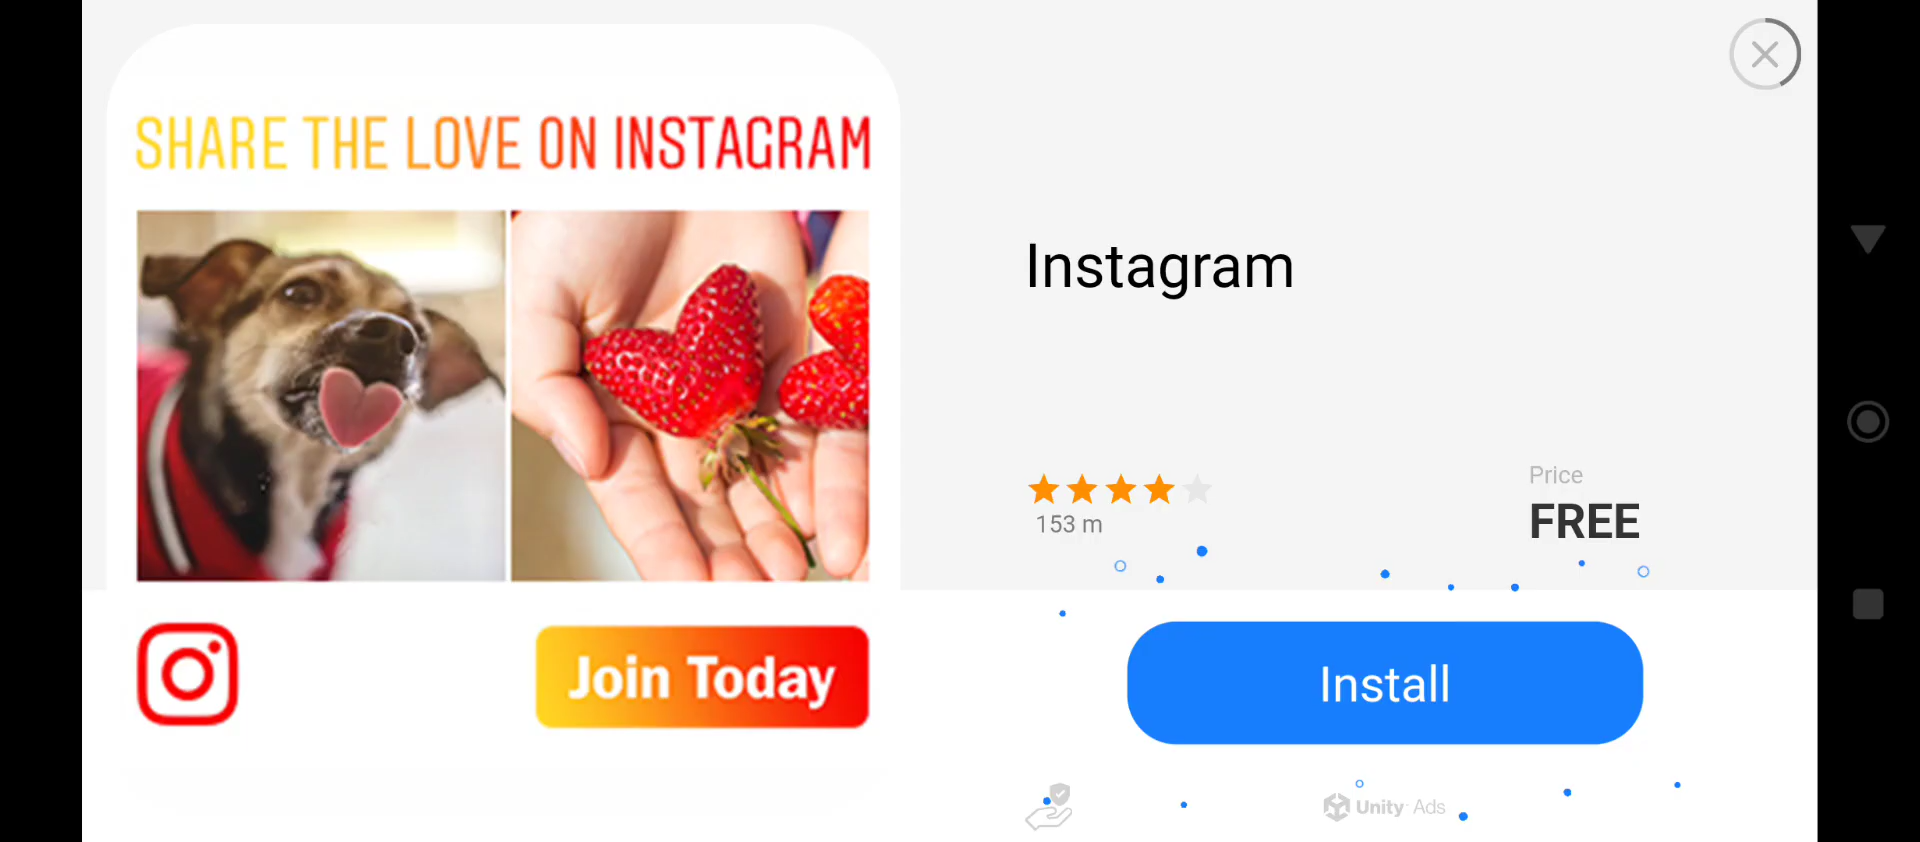 SHARE THE LOVE ON INSTAGRAM
Join Today
Instagram
153 m
Price
FREE
Install
Unity Ads